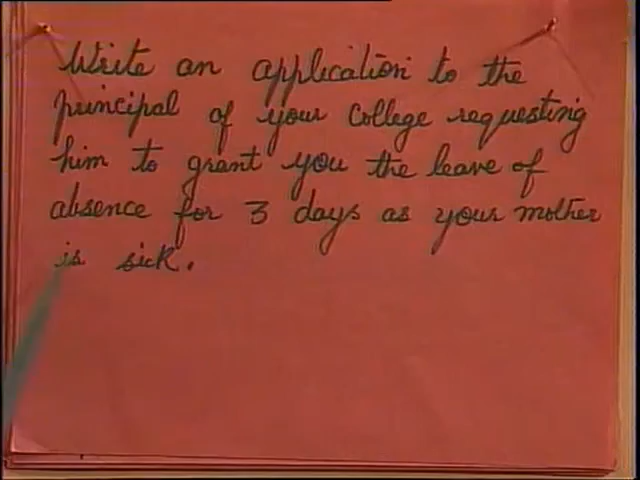 Write an application to the
principal of your College requesting
him to grant you the leave of
absence for 3 days as your mother
is sick.